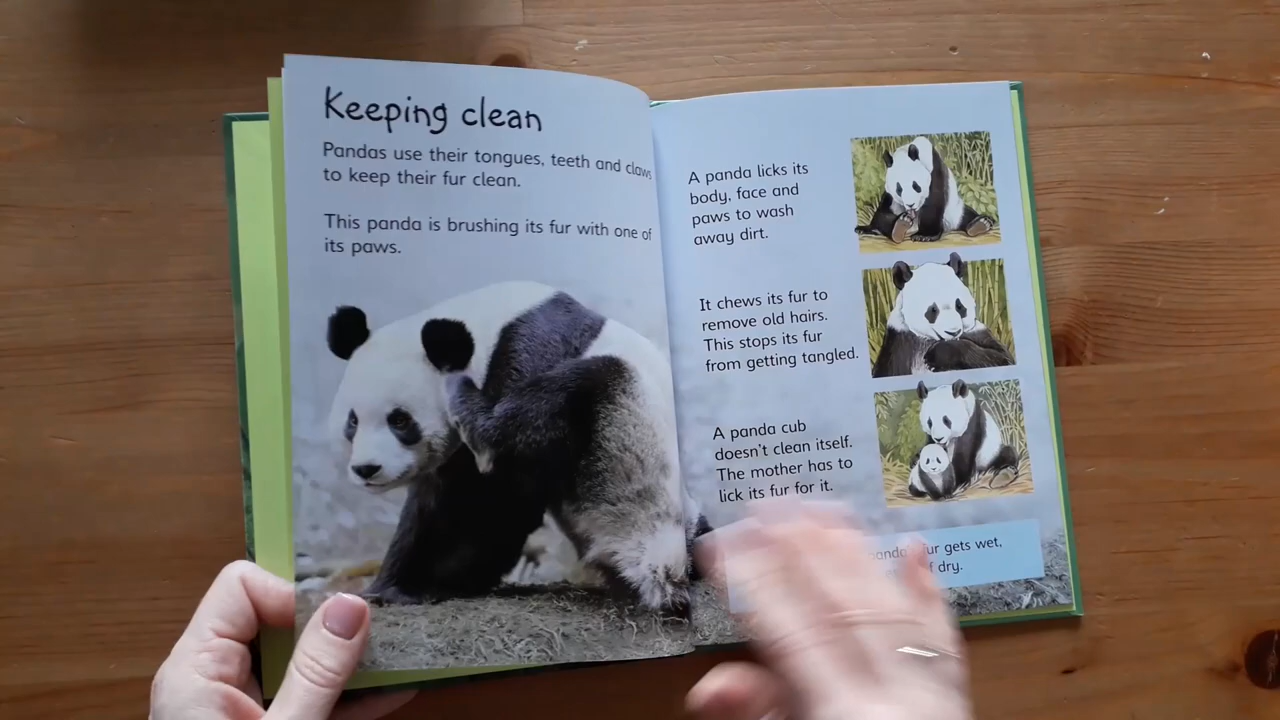 Keeping clean
Pandas use their tongues, teeth and claws
to keep their fur clean.
This panda is brushing its fur with one of
its paws.
A panda licks its
body, face and
paws to wash
away dirt.
It chews its fur to
remove old hairs.
This stops its fur
from getting tangled.
A panda cub
doesn't clean itself.
The mother has to
lick its fur for it.
panda fur gets wet,
dry.